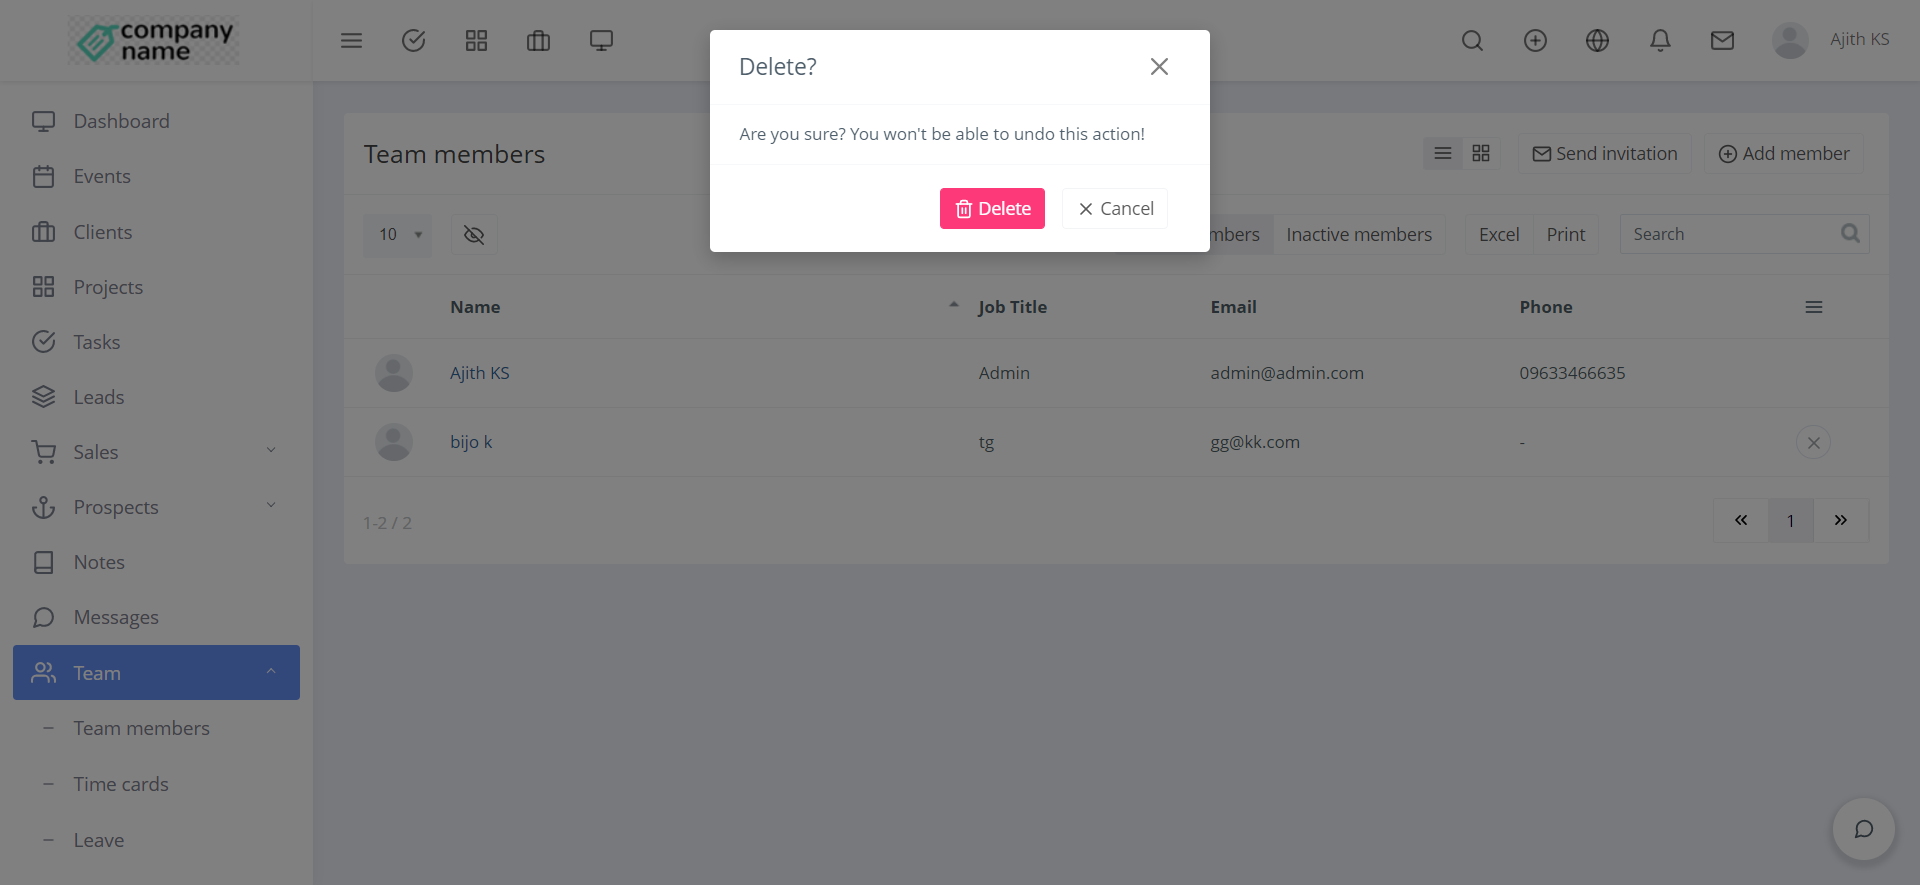 company
name
Ajith KS
Delete?
Are you sure? You won't be able to undo this action!
Delete
Cancel
Dashboard
Events
Clients
Projects
Tasks
Leads
Sales
Prospects
Notes
Messages
Team
Team members
Time cards
Leave
Team members
Send invitation
Add member
10
mbers
Inactive members
Excel
Print
Search
Name Job Title Email Phone
Ajith KS Admin admin@admin.com 09633466635
bijo k tg gg@kk.com -
1-2 / 2
« 1 »